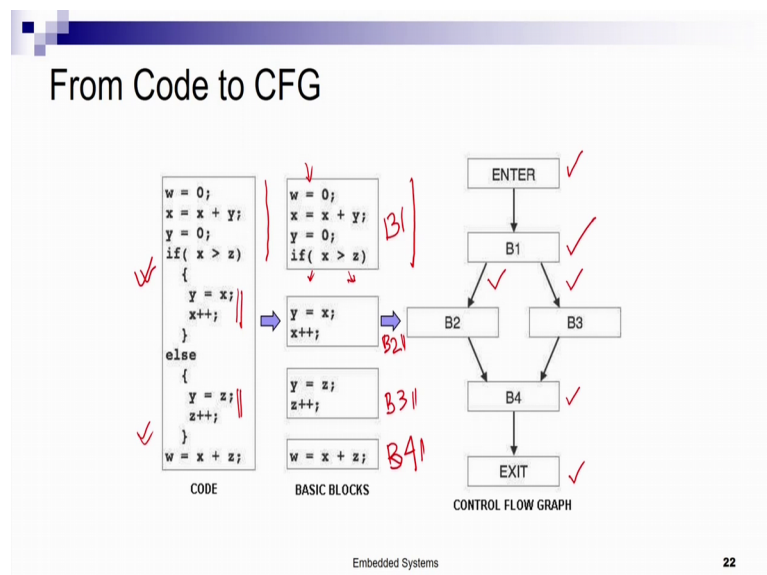 From Code to CFG
w = 0;
x = x + y;
y = 0;
if( x > z)
{
y = x;
x++;
}
else
{
y = z;
z++;
}
w = x + z;
CODE
w = 0;
x = x + y;
y = 0;
if( x > z)
B1
y = x;
x++;
B2
y = z;
z++;
B3
w = x + z;
B4
BASIC BLOCKS
ENTER
B1
B2
B3
B4
EXIT
CONTROL FLOW GRAPH
Embedded Systems
22